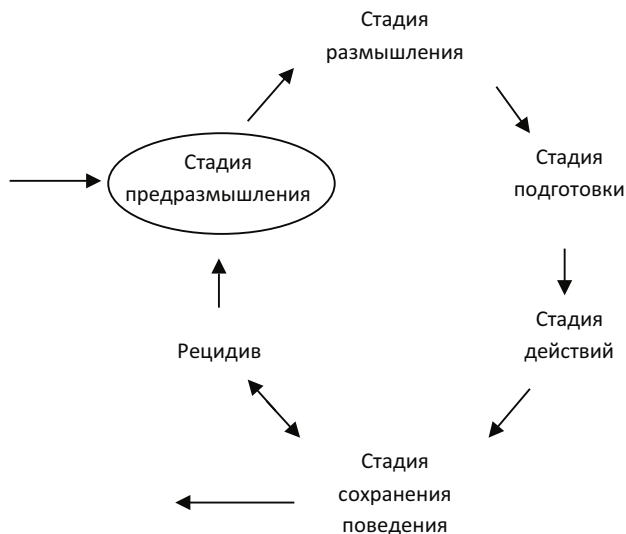 Стадия
размышления
Стадия
предразмышления
Стадия
подготовки
Стадия
действий
Рецидив
Стадия
сохранения
поведения